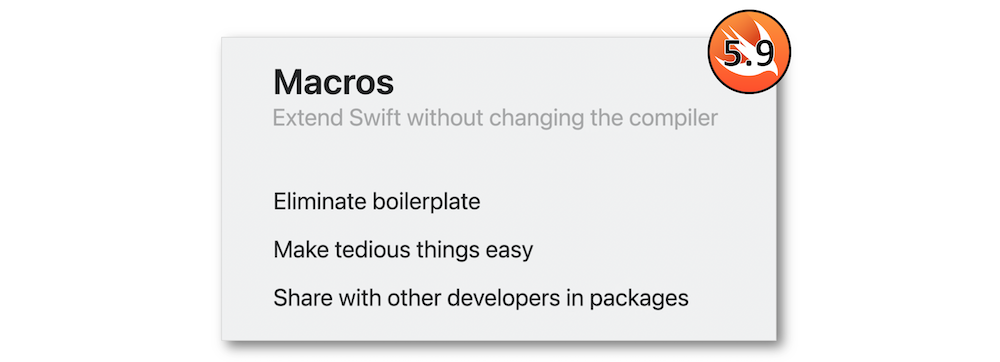 5.9
Macros
Extend Swift without changing the compiler
Eliminate boilerplate
Make tedious things easy
Share with other developers in packages